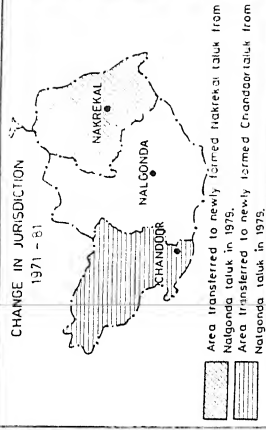 CHANGE IN JURISDICTION
1971-81
NAKREKAL
NALGONDA
CHANDOOR
Area transferred to newly formed Nakrekal taluk from
Nalgonda taluk in 1979.
Area transferred to newly formed Chandoor taluk from
Nalgonda taluk in 1979.